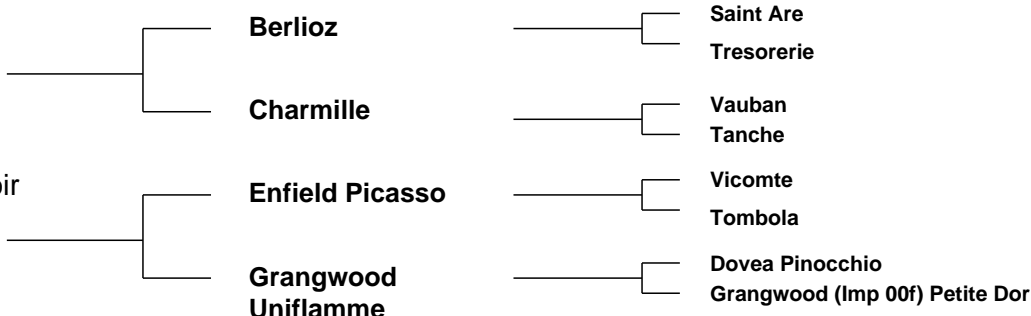 Berlioz
Saint Are
Tresorerie
Charmille
Vauban
Tanche
Enfield Picasso
Vicomte
Tombola
Grangwood
Uniflamme
Dovea Pinocchio
Grangwood (Imp 00f) Petite Dor